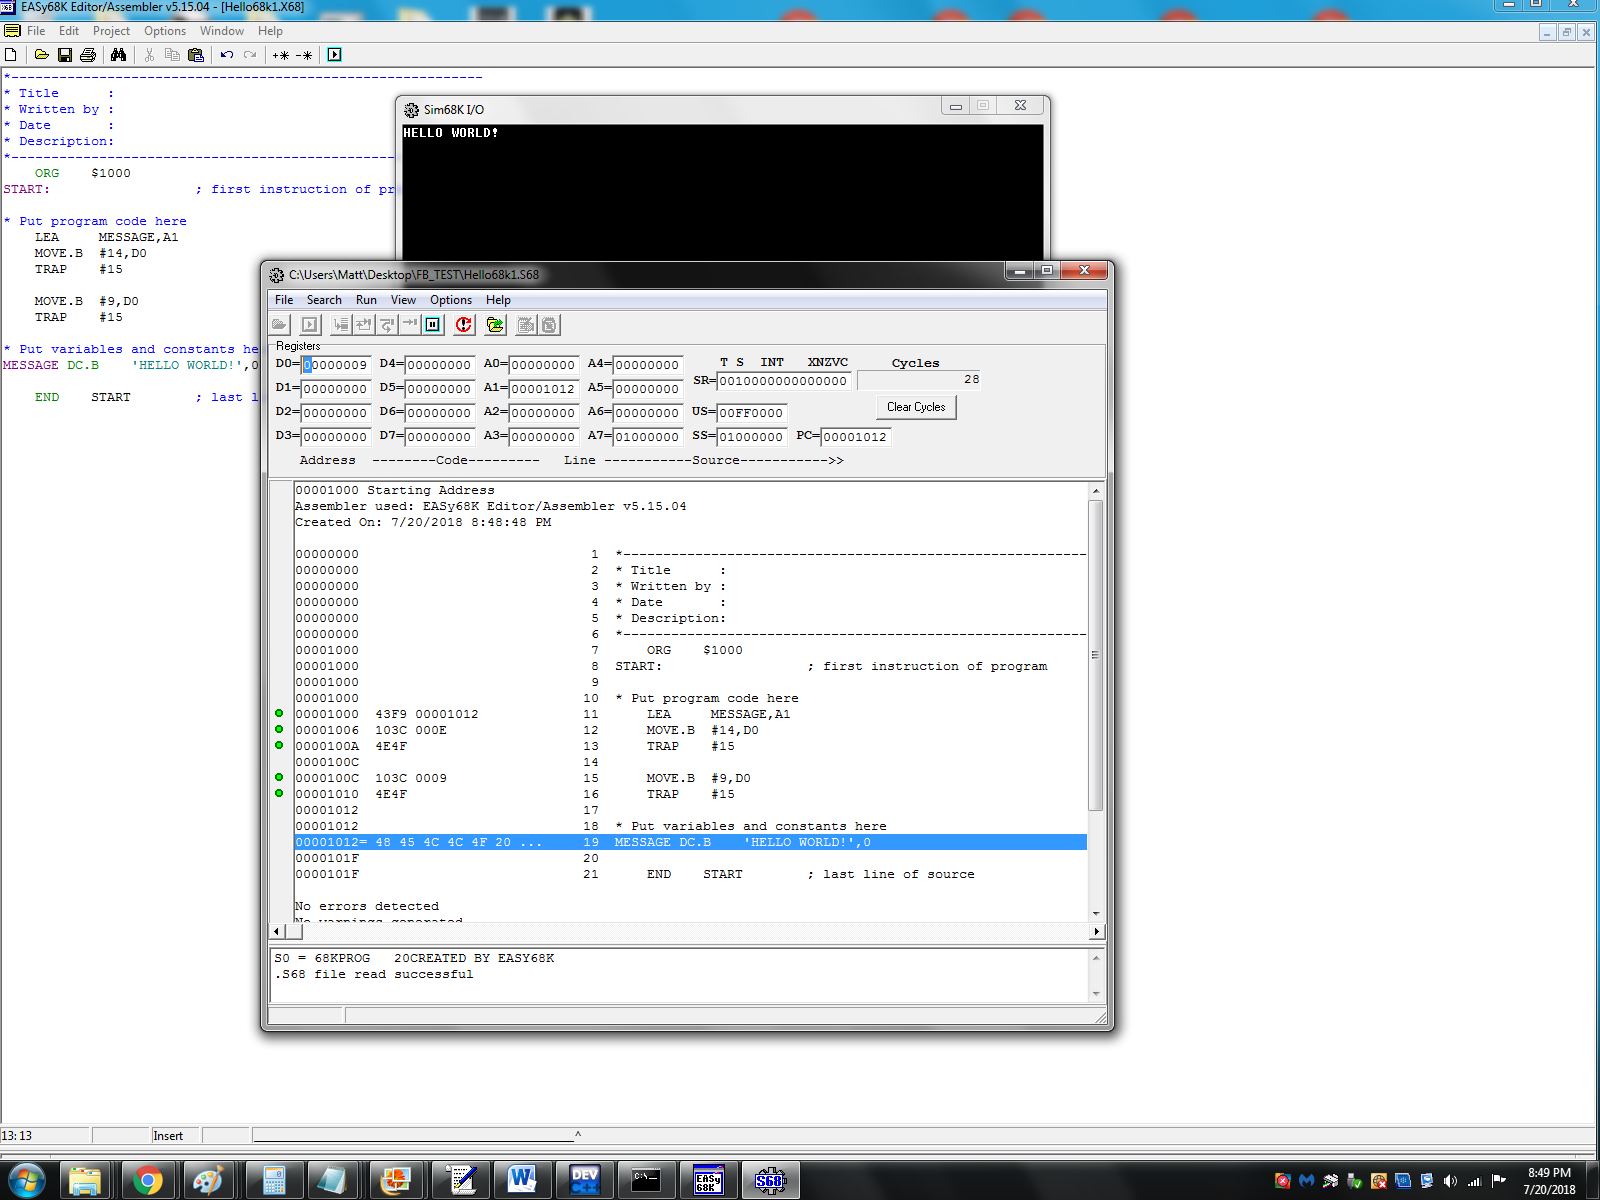 EASy68K Editor/Assembler v5.15.04 - [Hello68k1.X68]
File Edit Project Options Window Help
*-----------------------------------------------------------
* Title      :
* Written by :
* Date       :
* Description:
*-----------------------------------------------------------
    ORG    $1000
START:                  ; first instruction of pr

* Put program code here
    LEA     MESSAGE,A1
    MOVE.B  #14,D0
    TRAP    #15

    MOVE.B  #9,D0
    TRAP    #15

* Put variables and constants he
MESSAGE DC.B    'HELLO WORLD!',0

    END    START        ; last l
Sim68K I/O
HELLO WORLD!
C:\Users\Matt\Desktop\FB_TEST\Hello68k1.S68
File Search Run View Options Help
Registers
D0=00000009 D4=00000000 A0=00000000 A4=00000000 T S INT XNZVC Cycles
D1=00000000 D5=00000000 A1=00001012 A5=00000000 SR=0010000000000000 28
D2=00000000 D6=00000000 A2=00000000 A6=00000000 US=00FF0000 Clear Cycles
D3=00000000 D7=00000000 A3=00000000 A7=01000000 SS=01000000 PC=00001012
Address --------Code--------- Line -----------Source----------->>
00001000 Starting Address
Assembler used: EASy68K Editor/Assembler v5.15.04
Created On: 7/20/2018 8:48:48 PM

00000000 1 *----------------------------------------------------------
00000000 2 * Title      :
00000000 3 * Written by :
00000000 4 * Date       :
00000000 5 * Description:
00000000 6 *----------------------------------------------------------
00001000 7     ORG    $1000
00001000 8 START:                  ; first instruction of program
00001000 9
00001000 10 * Put program code here
00001000 43F9 00001012 11     LEA     MESSAGE,A1
00001006 103C 000E 12     MOVE.B  #14,D0
0000100A 4E4F 13     TRAP    #15
0000100C 14
0000100C 103C 0009 15     MOVE.B  #9,D0
00001010 4E4F 16     TRAP    #15
00001012 17
00001012 18 * Put variables and constants here
00001012= 48 45 4C 4C 4F 20 ... 19 MESSAGE DC.B    'HELLO WORLD!',0
0000101F 20
0000101F 21     END    START        ; last line of source

No errors detected
No warnings generated
S0 = 68KPROG   20CREATED BY EASY68K
.S68 file read successful
13:13 Insert
W DEV C++ C:\ EASy 68K S68
8:49 PM
7/20/2018